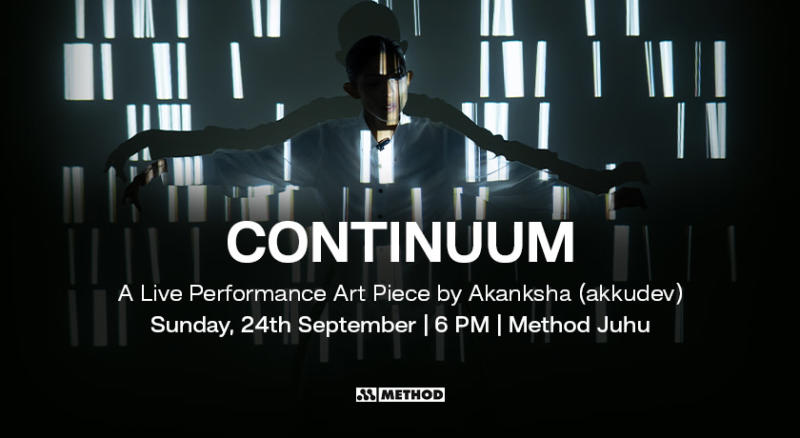 CONTINUUM
A Live Performance Art Piece by Akanksha (akkudev)
Sunday, 24th September | 6 PM | Method Juhu
METHOD